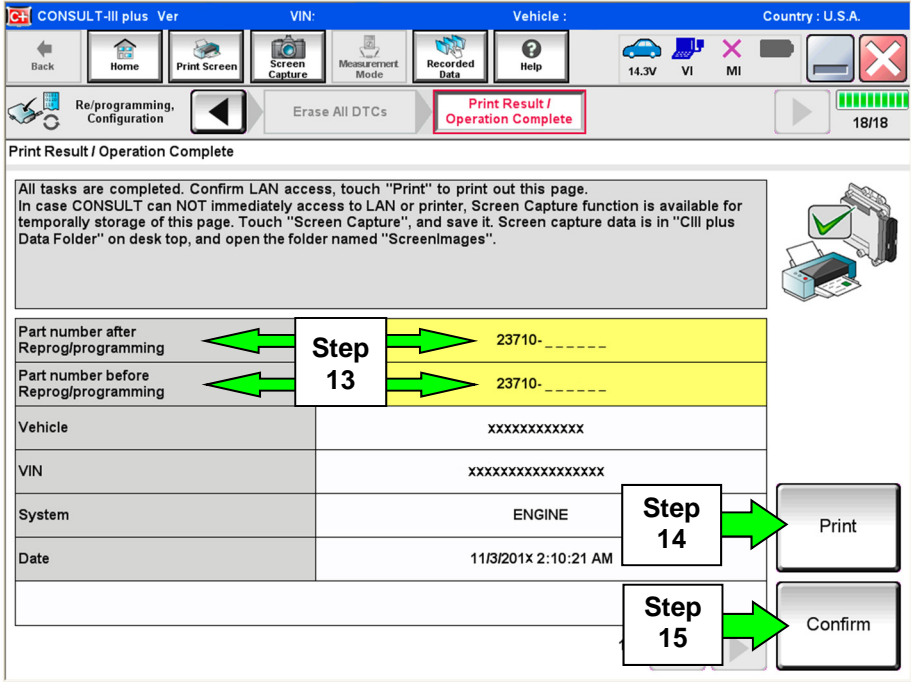 C+ CONSULT-III plus Ver VIN: Vehicle : Country : U.S.A.
Back
Home
Print Screen
Screen
Capture
Measurement
Mode
Recorded
Data
Help
14.3V
VI
MI
Re/programming,
Configuration
Erase All DTCs
Print Result /
Operation Complete
18/18
Print Result / Operation Complete
All tasks are completed. Confirm LAN access, touch "Print" to print out this page.
In case CONSULT can NOT immediately access to LAN or printer, Screen Capture function is available for
temporally storage of this page. Touch "Screen Capture", and save it. Screen capture data is in "CIII plus
Data Folder" on desk top, and open the folder named "ScreenImages".
Part number after
Reprog/programming
23710-______
Step
13
Part number before
Reprog/programming
23710-______
Vehicle
xxxxxxxxxxxx
VIN
xxxxxxxxxxxxxxxxx
System
ENGINE
Step
14
Print
Date
11/3/201X 2:10:21 AM
Step
15
Confirm